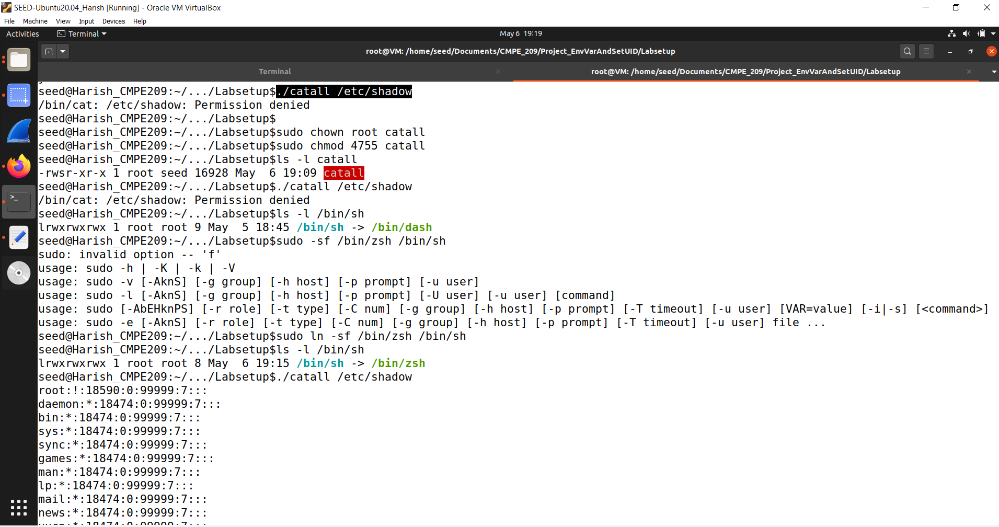 SEED-Ubuntu20.04_Harish [Running] - Oracle VM VirtualBox
File Machine View Input Devices Help
Activities Terminal May 6 19:19
root@VM: /home/seed/Documents/CMPE_209/Project_EnvVarAndSetUID/Labsetup
Terminal root@VM: /home/seed/Documents/CMPE_209/Project_EnvVarAndSetUID/Labsetup
seed@Harish_CMPE209:~/.../Labsetup$./catall /etc/shadow
/bin/cat: /etc/shadow: Permission denied
seed@Harish_CMPE209:~/.../Labsetup$
seed@Harish_CMPE209:~/.../Labsetup$sudo chown root catall
seed@Harish_CMPE209:~/.../Labsetup$sudo chmod 4755 catall
seed@Harish_CMPE209:~/.../Labsetup$ls -l catall
-rwsr-xr-x 1 root seed 16928 May  6 19:09 catall
seed@Harish_CMPE209:~/.../Labsetup$./catall /etc/shadow
/bin/cat: /etc/shadow: Permission denied
seed@Harish_CMPE209:~/.../Labsetup$ls -l /bin/sh
lrwxrwxrwx 1 root root 9 May  5 18:45 /bin/sh -> /bin/dash
seed@Harish_CMPE209:~/.../Labsetup$sudo -sf /bin/zsh /bin/sh
sudo: invalid option -- 'f'
usage: sudo -h | -K | -k | -V
usage: sudo -v [-AknS] [-g group] [-h host] [-p prompt] [-u user]
usage: sudo -l [-AknS] [-g group] [-h host] [-p prompt] [-U user] [-u user] [command]
usage: sudo [-AbEHknPS] [-r role] [-t type] [-C num] [-g group] [-h host] [-p prompt] [-T timeout] [-u user] [VAR=value] [-i|-s] [<command>]
usage: sudo -e [-AknS] [-r role] [-t type] [-C num] [-g group] [-h host] [-p prompt] [-T timeout] [-u user] file ...
seed@Harish_CMPE209:~/.../Labsetup$sudo ln -sf /bin/zsh /bin/sh
seed@Harish_CMPE209:~/.../Labsetup$ls -l /bin/sh
lrwxrwxrwx 1 root root 8 May  6 19:15 /bin/sh -> /bin/zsh
seed@Harish_CMPE209:~/.../Labsetup$./catall /etc/shadow
root:!:18590:0:99999:7:::
daemon:*:18474:0:99999:7:::
bin:*:18474:0:99999:7:::
sys:*:18474:0:99999:7:::
sync:*:18474:0:99999:7:::
games:*:18474:0:99999:7:::
man:*:18474:0:99999:7:::
lp:*:18474:0:99999:7:::
mail:*:18474:0:99999:7:::
news:*:18474:0:99999:7:::